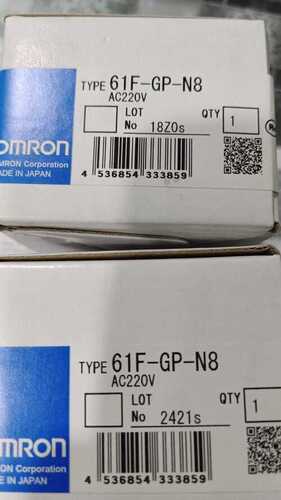 TYPE 61F-GP-N8
AC220V
LOT
No 18Z0s
QTY
1
OMRON
OMRON Corporation
MADE IN JAPAN
4 536854 333859
TYPE 61F-GP-N8
AC220V
LOT
No 2421s
QTY
1
OMRON
OMRON Corporation
MADE IN JAPAN
4 536854 333859